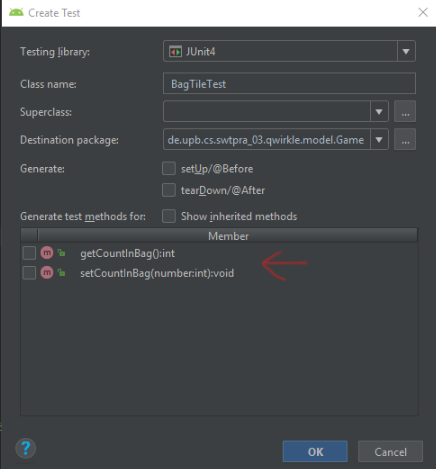 Create Test
Testing library: JUnit4
Class name: BagTileTest
Superclass: ...
Destination package: de.upb.cs.swtpra_03.qwirkle.model.Game ...
Generate: setUp/@Before
tearDown/@After
Generate test methods for: Show inherited methods
Member
m getCountInBag():int
m setCountInBag(number:int):void
? OK Cancel